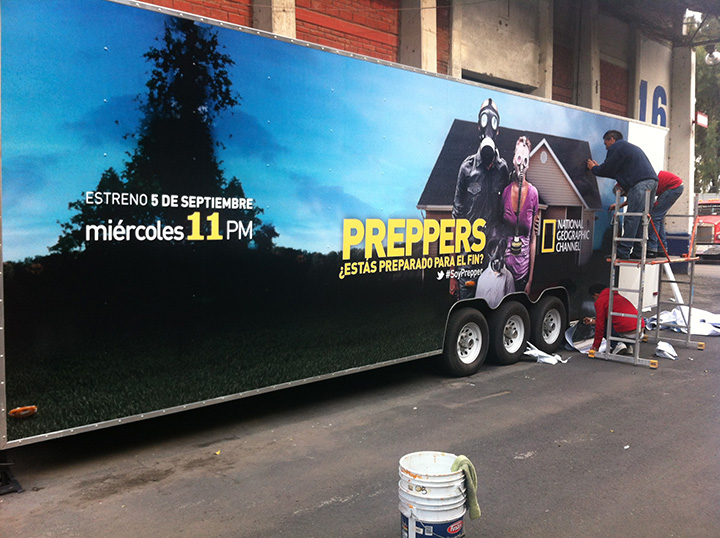 ESTRENO 5 DE SEPTIEMBRE
miércoles 11 PM
PREPPERS
¿ESTÁS PREPARADO PARA EL FIN?
#SoyPrepper
NATIONAL
GEOGRAPHIC
CHANNEL
16